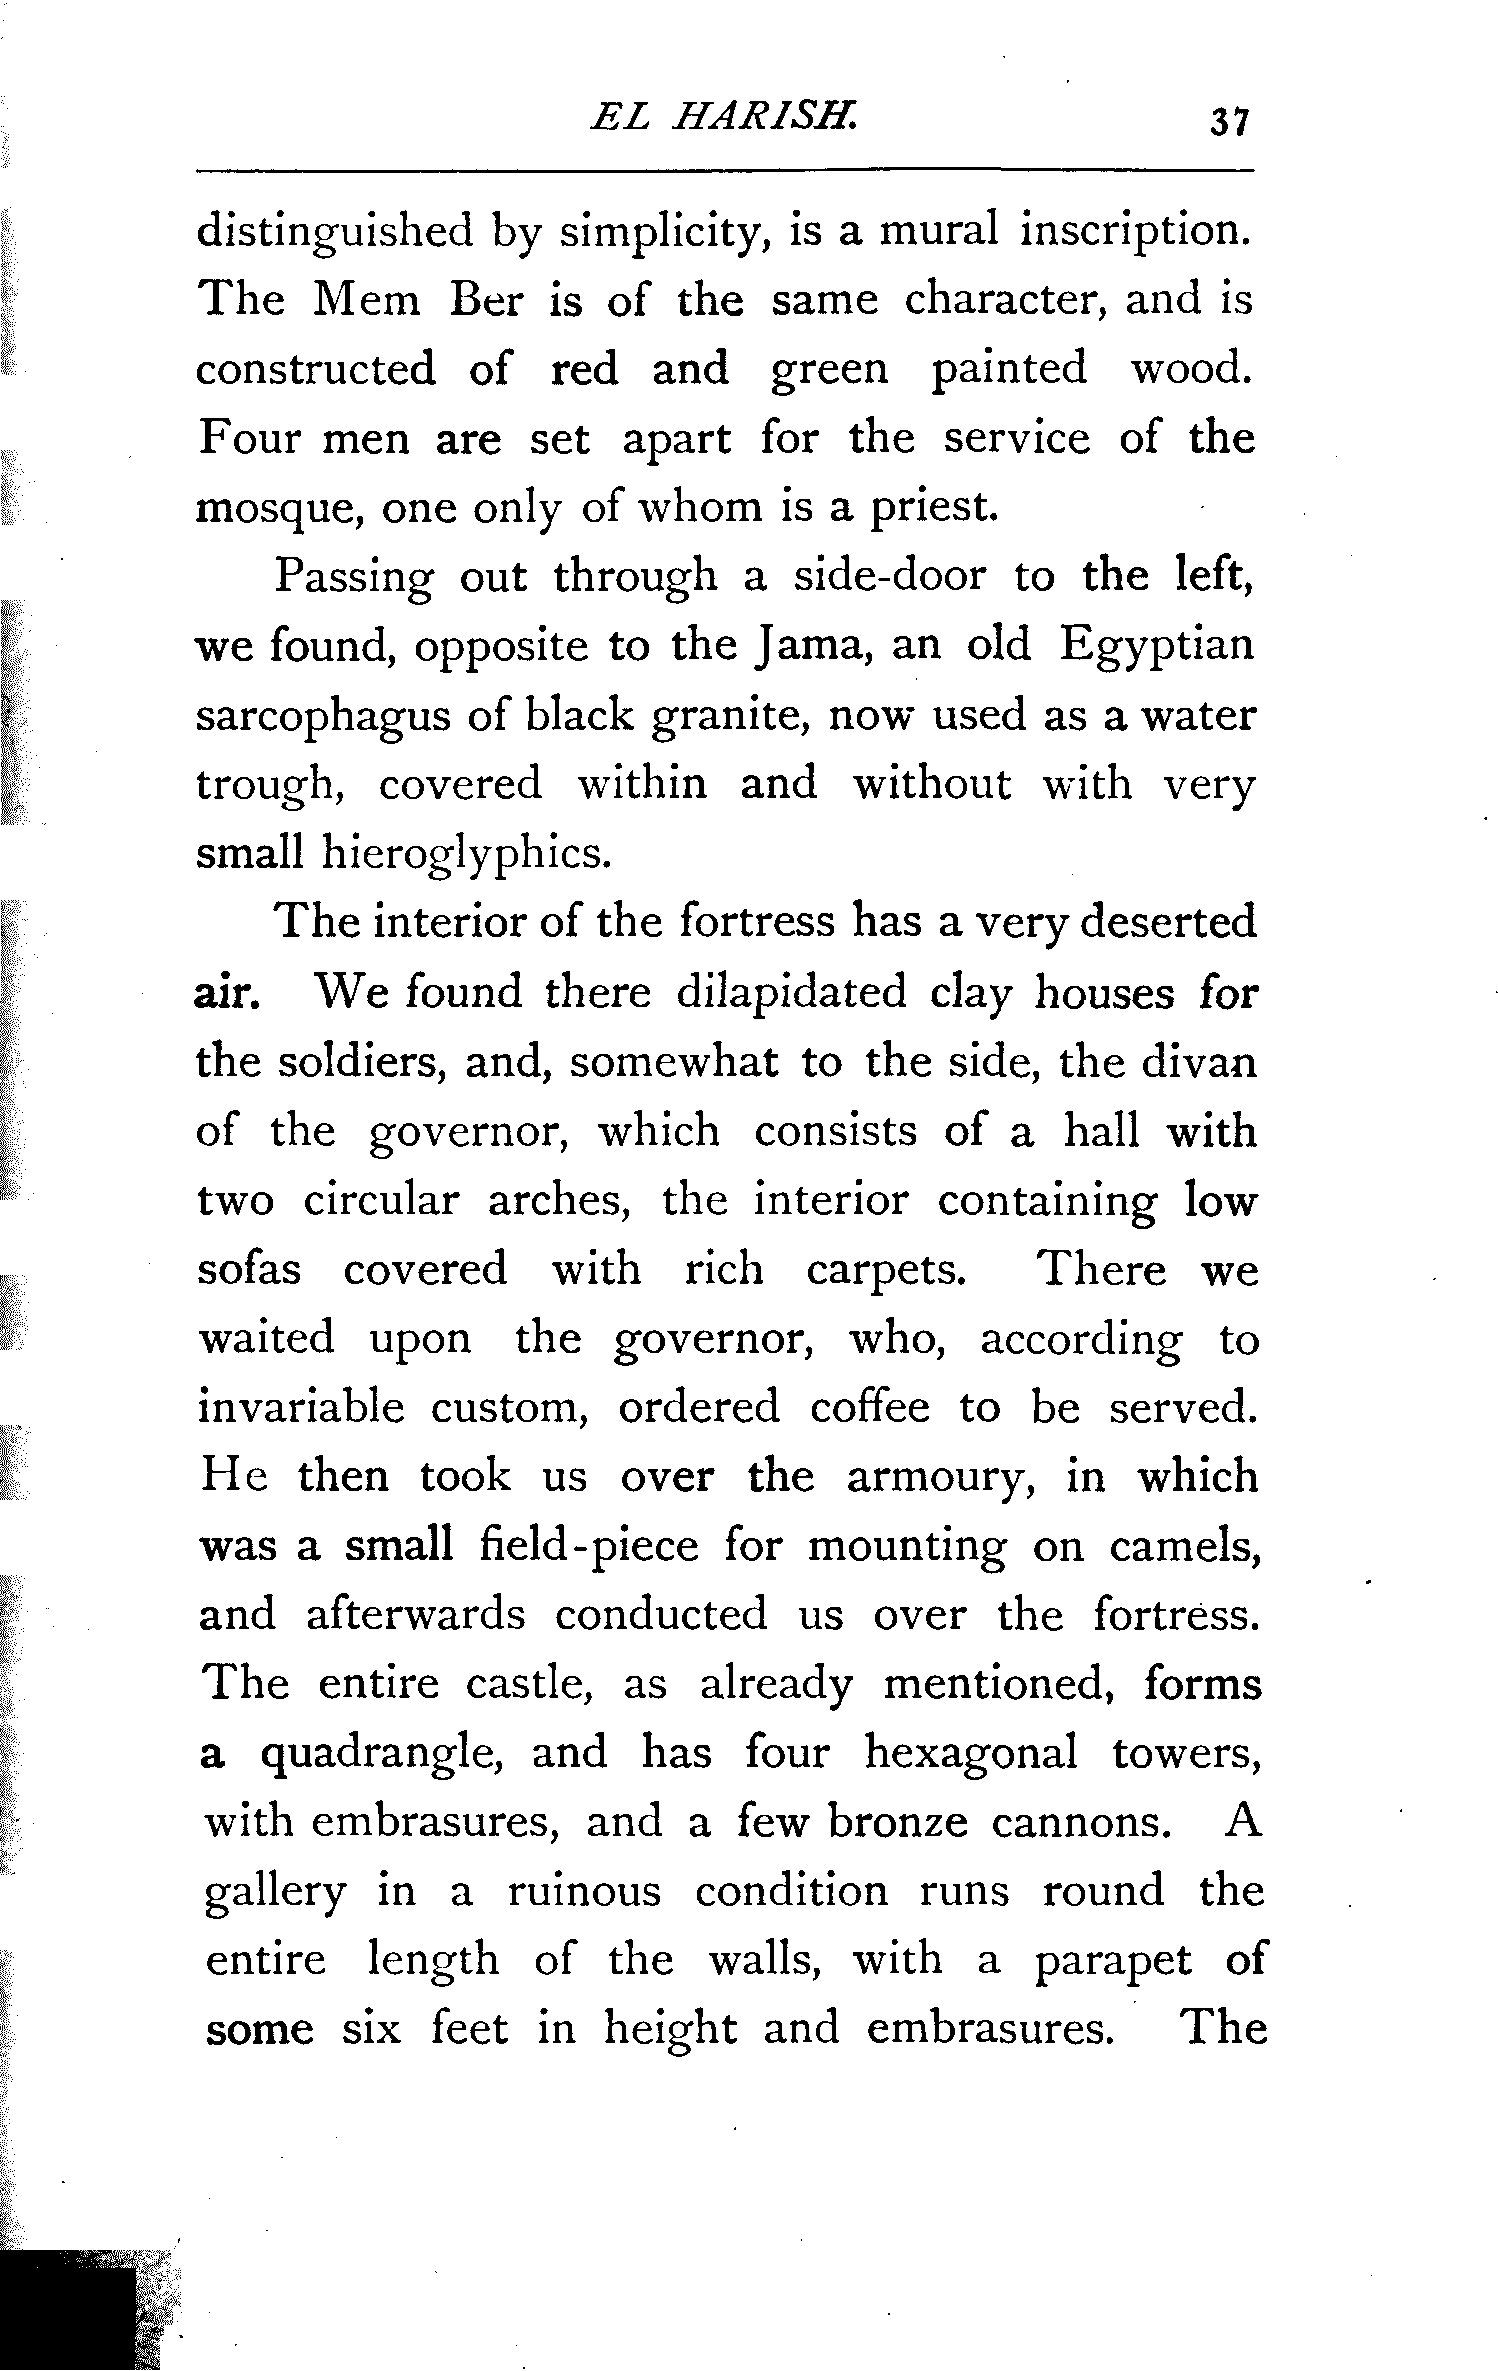 EL HARISH. 37
distinguished by simplicity, is a mural inscription.
The Mem Ber is of the same character, and is
constructed of red and green painted wood.
Four men are set apart for the service of the
mosque, one only of whom is a priest.
Passing out through a side-door to the left,
we found, opposite to the Jama, an old Egyptian
sarcophagus of black granite, now used as a water
trough, covered within and without with very
small hieroglyphics.
The interior of the fortress has a very deserted
air. We found there dilapidated clay houses for
the soldiers, and, somewhat to the side, the divan
of the governor, which consists of a hall with
two circular arches, the interior containing low
sofas covered with rich carpets. There we
waited upon the governor, who, according to
invariable custom, ordered coffee to be served.
He then took us over the armoury, in which
was a small field-piece for mounting on camels,
and afterwards conducted us over the fortress.
The entire castle, as already mentioned, forms
a quadrangle, and has four hexagonal towers,
with embrasures, and a few bronze cannons. A
gallery in a ruinous condition runs round the
entire length of the walls, with a parapet of
some six feet in height and embrasures. The